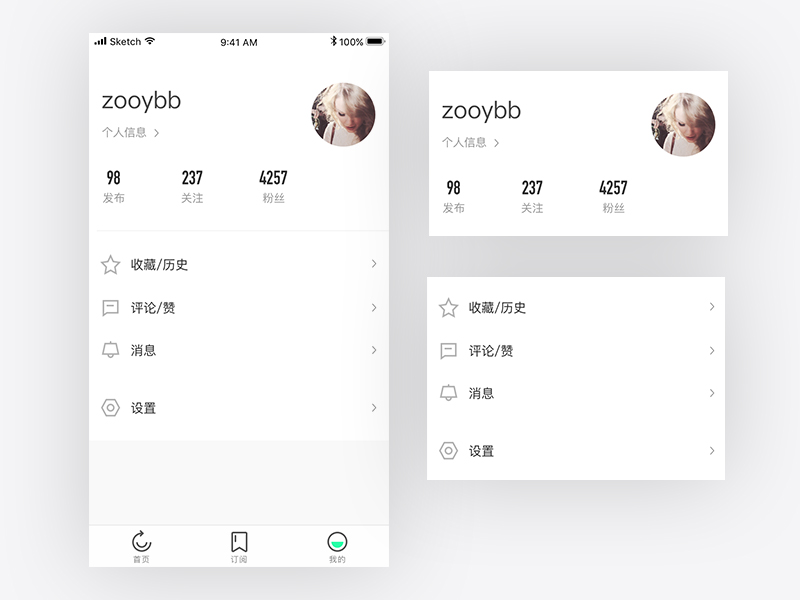 Sketch 9:41 AM 100%
zooybb
个人信息
98 237 4257
发布 关注 粉丝
收藏/历史
评论/赞
消息
设置
首页 订阅 我的
zooybb
个人信息
98 237 4257
发布 关注 粉丝
收藏/历史
评论/赞
消息
设置